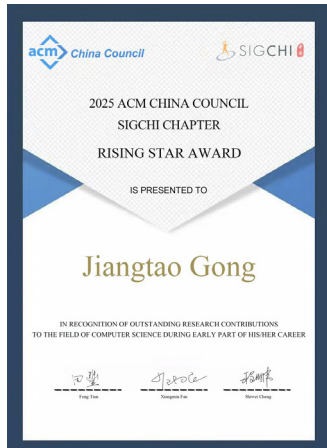 acm China Council
SIGCHI
2025 ACM CHINA COUNCIL
SIGCHI CHAPTER
RISING STAR AWARD
IS PRESENTED TO
Jiangtao Gong
IN RECOGNITION OF OUTSTANDING RESEARCH CONTRIBUTIONS
TO THE FIELD OF COMPUTER SCIENCE DURING EARLY PART OF HIS/HER CAREER
Feng Tian
Xiangmin Fan